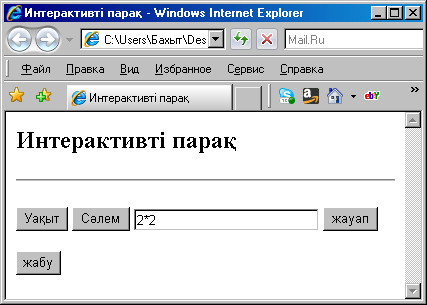 Интерактивті парақ - Windows Internet Explorer
C:\Users\Бахыт\Des
Mail.Ru
Файл Правка Вид Избранное Сервис Справка
Интерактивті парақ
ebY
»
Интерактивті парақ
Уақыт Сәлем 2*2 жауап
жабу